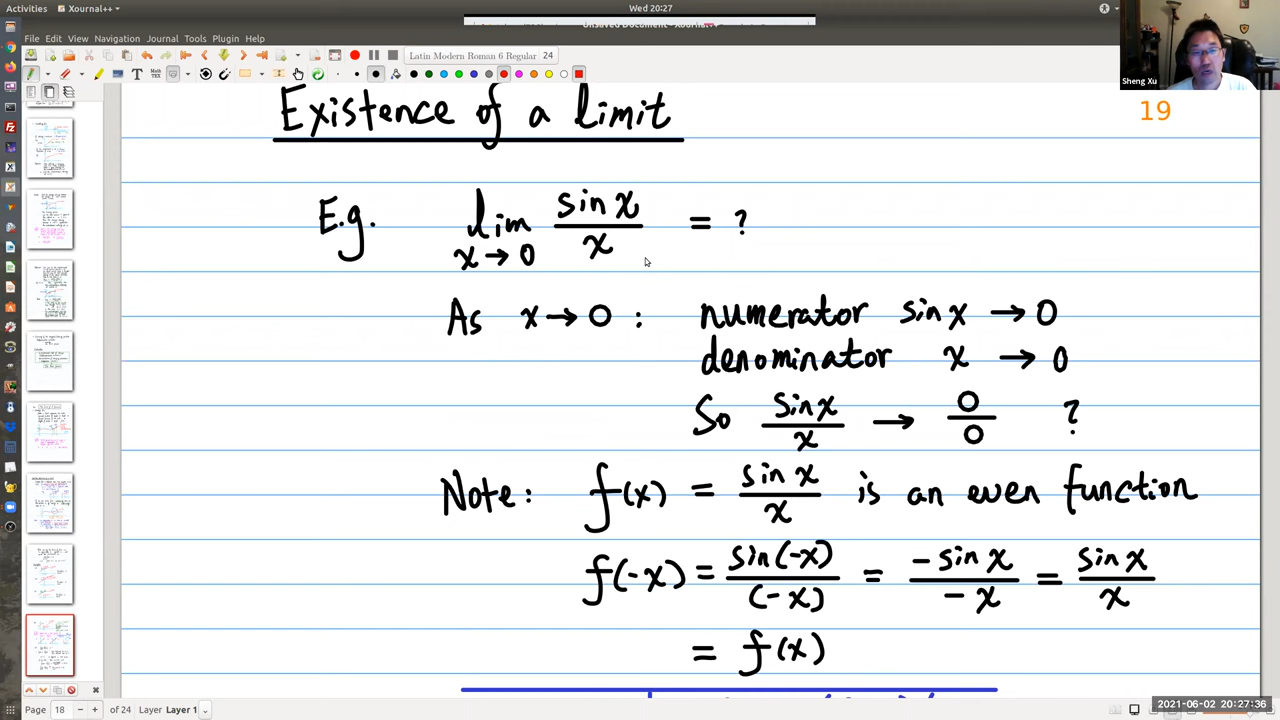 Activities Xournal++ Wed 20:27
Unsaved Document - Xournal++
File Edit View Navigation Journal Tools Plugin Help
Latin Modern Roman 6 Regular 24
Sheng Xu
19
Existence of a limit
E.g. lim x→0 sin x / x = ?
As x → 0 : numerator sin x → 0
denominator x → 0
So sin x / x → 0 / 0 ?
Note: f(x) = sin x / x is an even function
f(-x) = sin(-x) / (-x) = -sin x / -x = sin x / x
= f(x)
Page 18 of 24 Layer Layer 1
2021-06-02 20:27:36